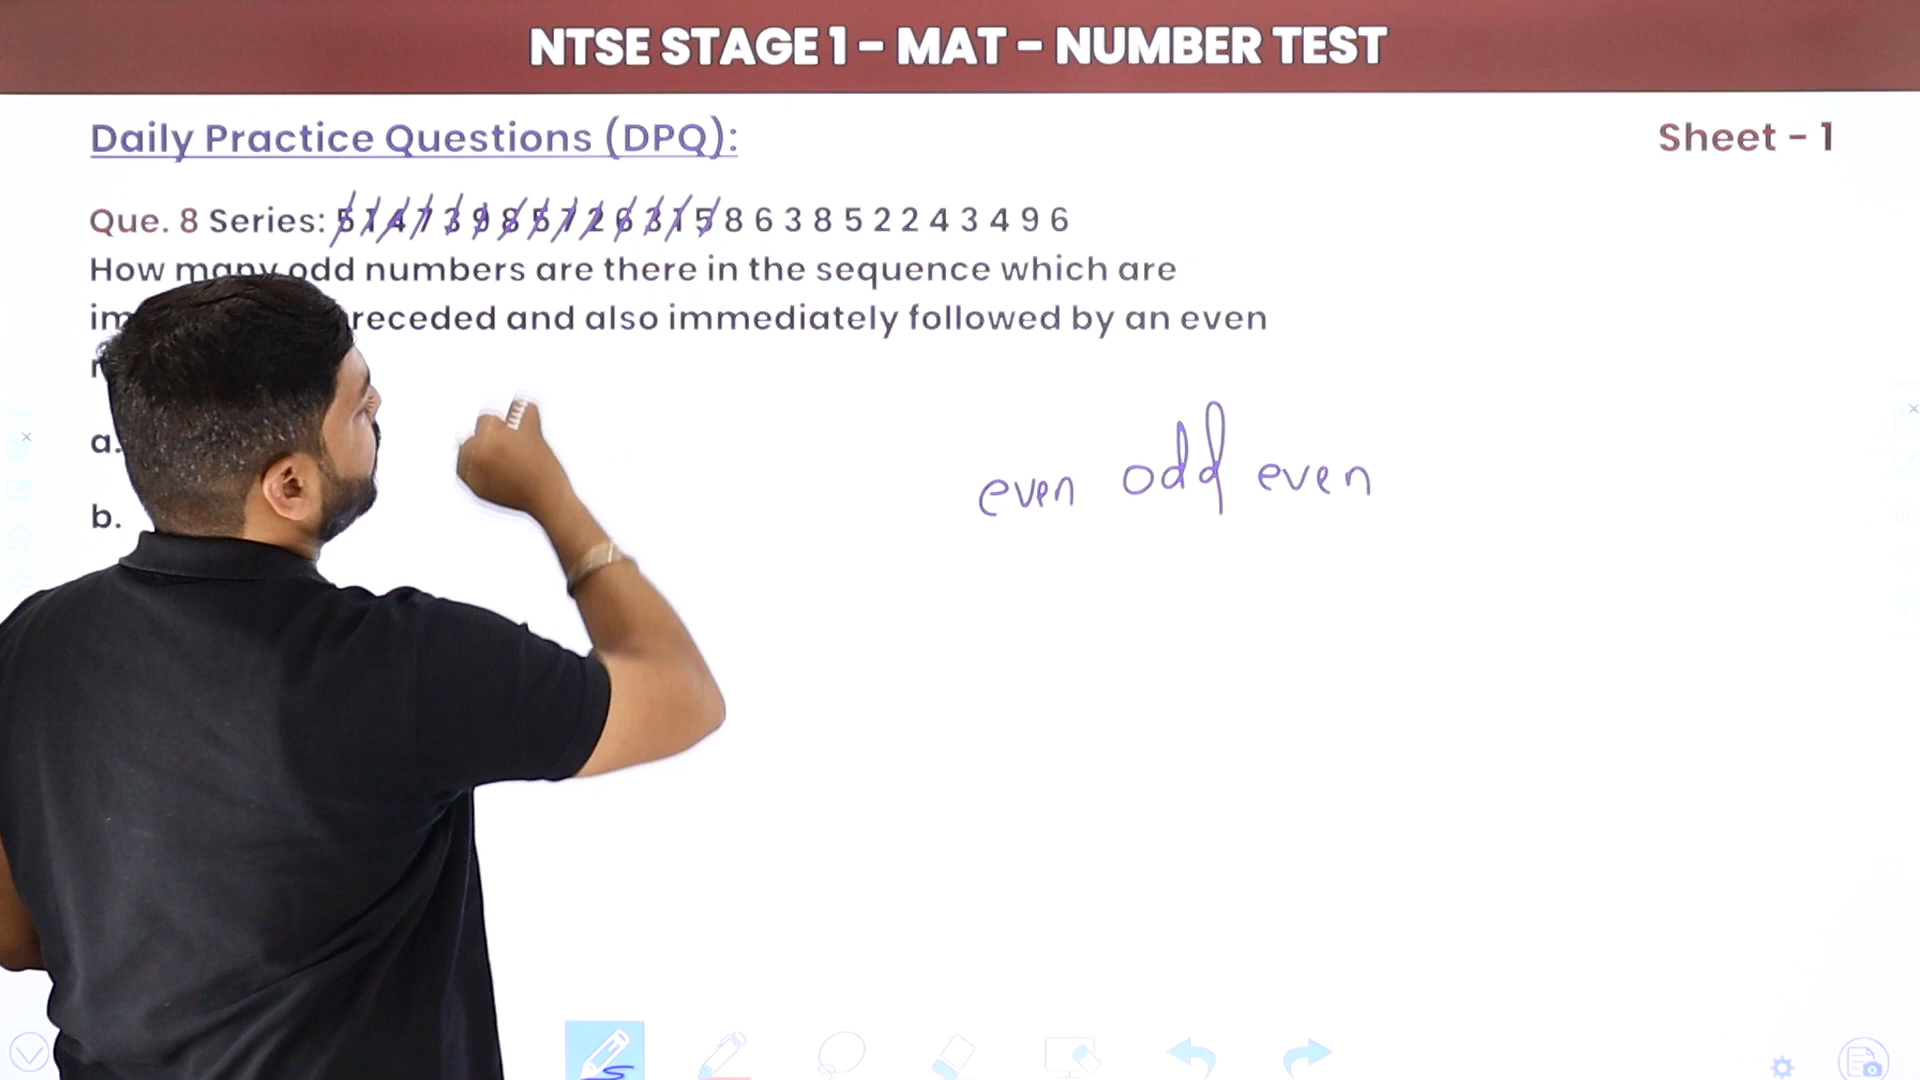 NTSE STAGE 1 - MAT - NUMBER TEST
Daily Practice Questions (DPQ):
Sheet - 1
Que. 8 Series: 5 1 4 7 3 9 8 5 7 2 6 3 1 5 8 6 3 8 5 2 2 4 3 4 9 6
How many odd numbers are there in the sequence which are
receded and also immediately followed by an even
a.
b.
even odd even